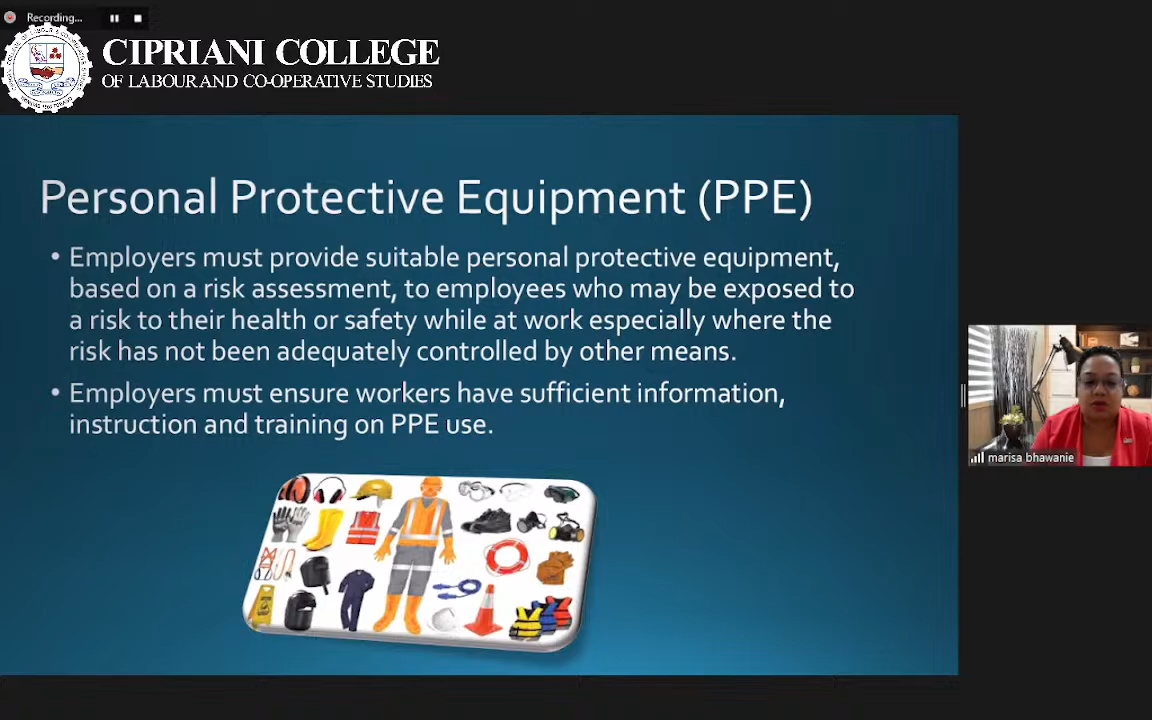 Recording...
CIPRIANI COLLEGE
OF LABOUR AND CO-OPERATIVE STUDIES
Personal Protective Equipment (PPE)
• Employers must provide suitable personal protective equipment,
based on a risk assessment, to employees who may be exposed to
a risk to their health or safety while at work especially where the
risk has not been adequately controlled by other means.
• Employers must ensure workers have sufficient information,
instruction and training on PPE use.
marisa bhawanie